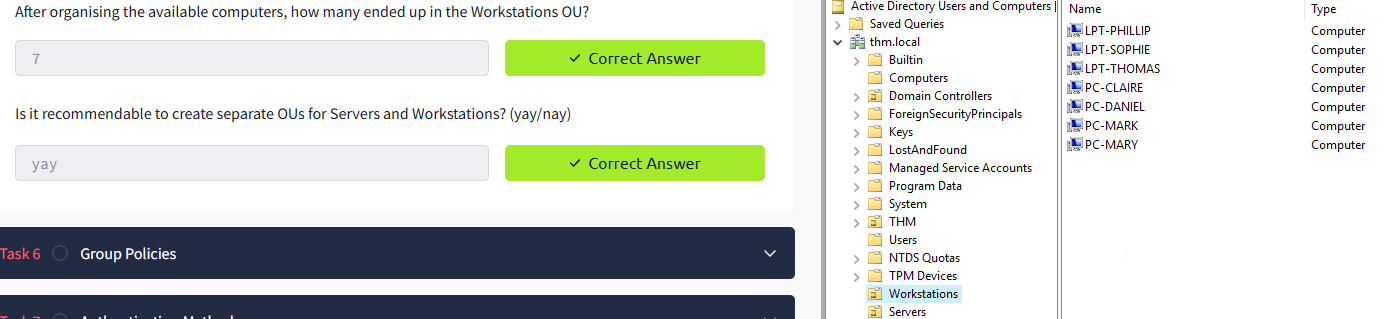 After organising the available computers, how many ended up in the Workstations OU?
7
✓ Correct Answer
Is it recommendable to create separate OUs for Servers and Workstations? (yay/nay)
yay
✓ Correct Answer
Task 6 Group Policies
Active Directory Users and Computers
Saved Queries
thm.local
Builtin
Computers
Domain Controllers
ForeignSecurityPrincipals
Keys
LostAndFound
Managed Service Accounts
Program Data
System
THM
Users
NTDS Quotas
TPM Devices
Workstations
Servers
Name Type
LPT-PHILLIP Computer
LPT-SOPHIE Computer
LPT-THOMAS Computer
PC-CLAIRE Computer
PC-DANIEL Computer
PC-MARK Computer
PC-MARY Computer